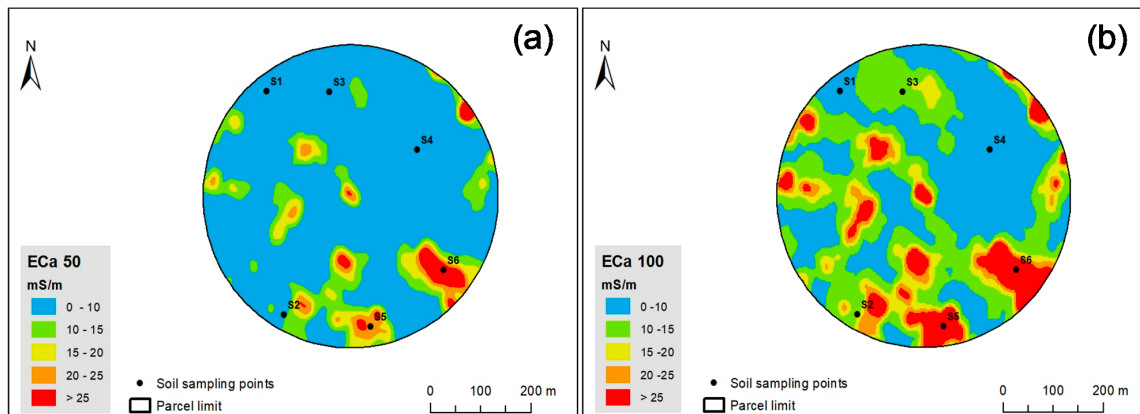 (a)
N
S1
S3
S4
S6
S2
S5
ECa 50
mS/m
0 - 10
10 - 15
15 - 20
20 - 25
> 25
Soil sampling points
Parcel limit
0 100 200 m
(b)
N
S1
S3
S4
S6
S2
S5
ECa 100
mS/m
0 -10
10 - 15
15 -20
20 -25
> 25
Soil sampling points
Parcel limit
0 100 200 m